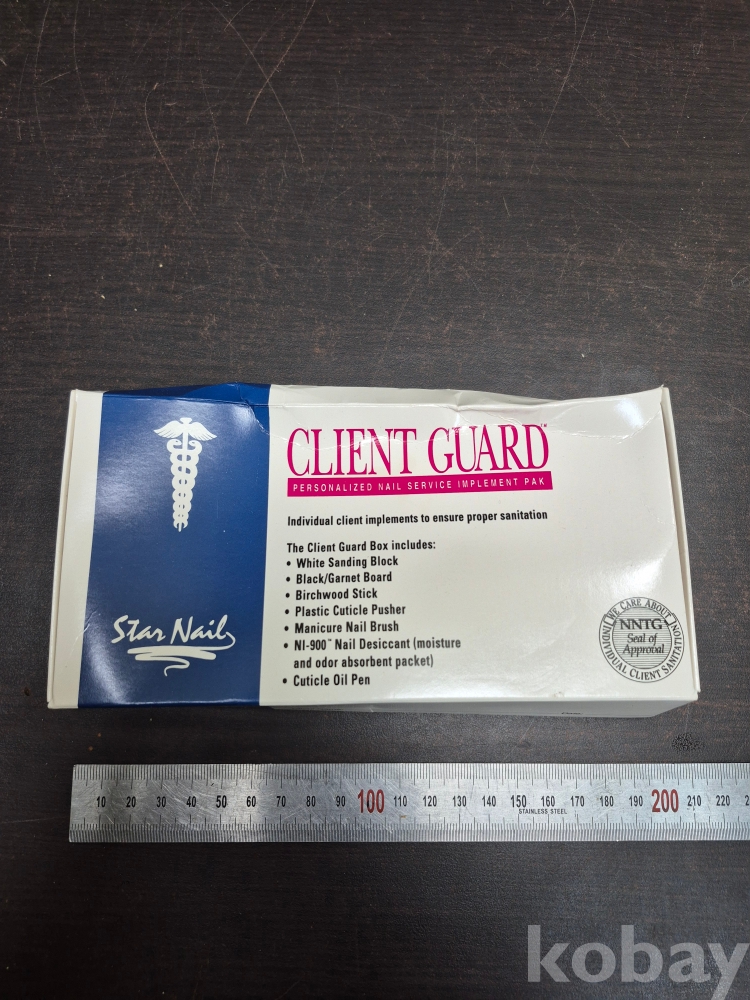 CLIENT GUARD™
PERSONALIZED NAIL SERVICE IMPLEMENT PAK
Individual client implements to ensure proper sanitation
The Client Guard Box includes:
• White Sanding Block
• Black/Garnet Board
• Birchwood Stick
• Plastic Cuticle Pusher
• Manicure Nail Brush
• NI-900™ Nail Desiccant (moisture
and odor absorbent packet)
• Cuticle Oil Pen
Star Nail
WE CARE ABOUT
NNTG
Seal of
Approval
INDIVIDUAL CLIENT SANITATION
10 20 30 40 50 60 70 80 90 100 110 120 130 140 150 160 170 180 190 200 210 220
STAINLESS STEEL
kobay